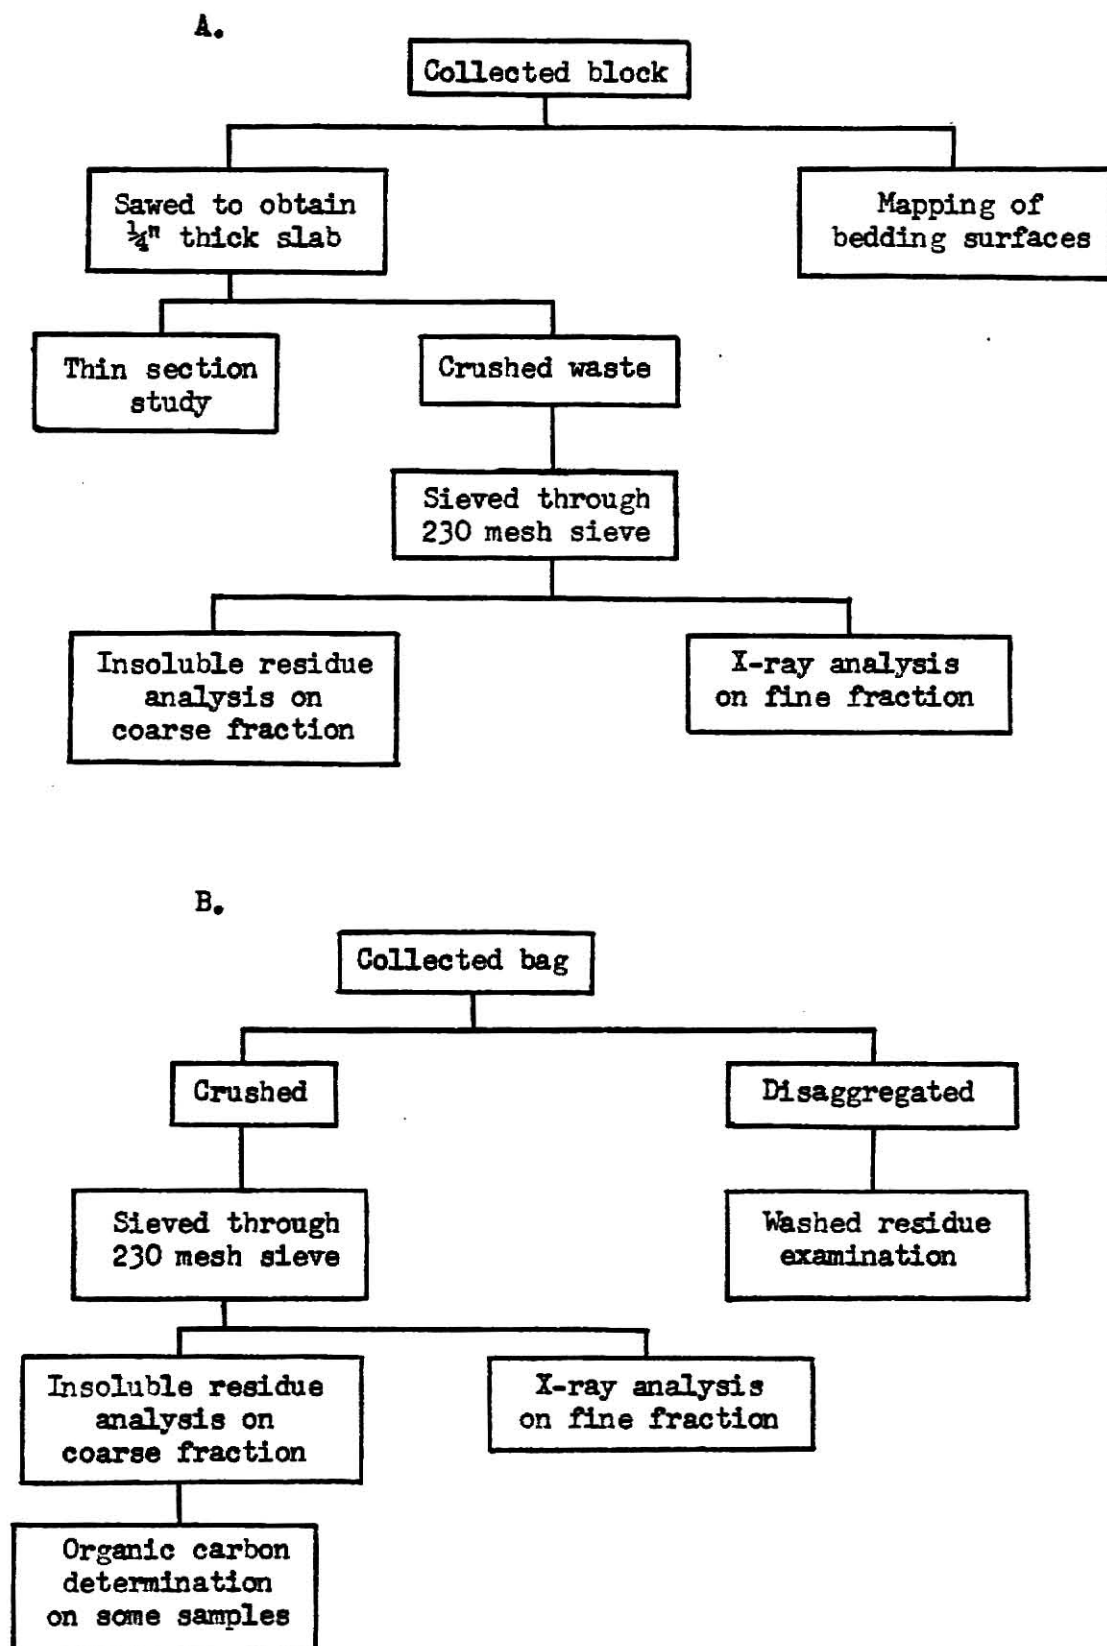 A.
Collected block
Sawed to obtain
¼" thick slab
Mapping of
bedding surfaces
Thin section
study
Crushed waste
Sieved through
230 mesh sieve
Insoluble residue
analysis on
coarse fraction
X-ray analysis
on fine fraction
B.
Collected bag
Crushed
Disaggregated
Sieved through
230 mesh sieve
Washed residue
examination
Insoluble residue
analysis on
coarse fraction
X-ray analysis
on fine fraction
Organic carbon
determination
on some samples